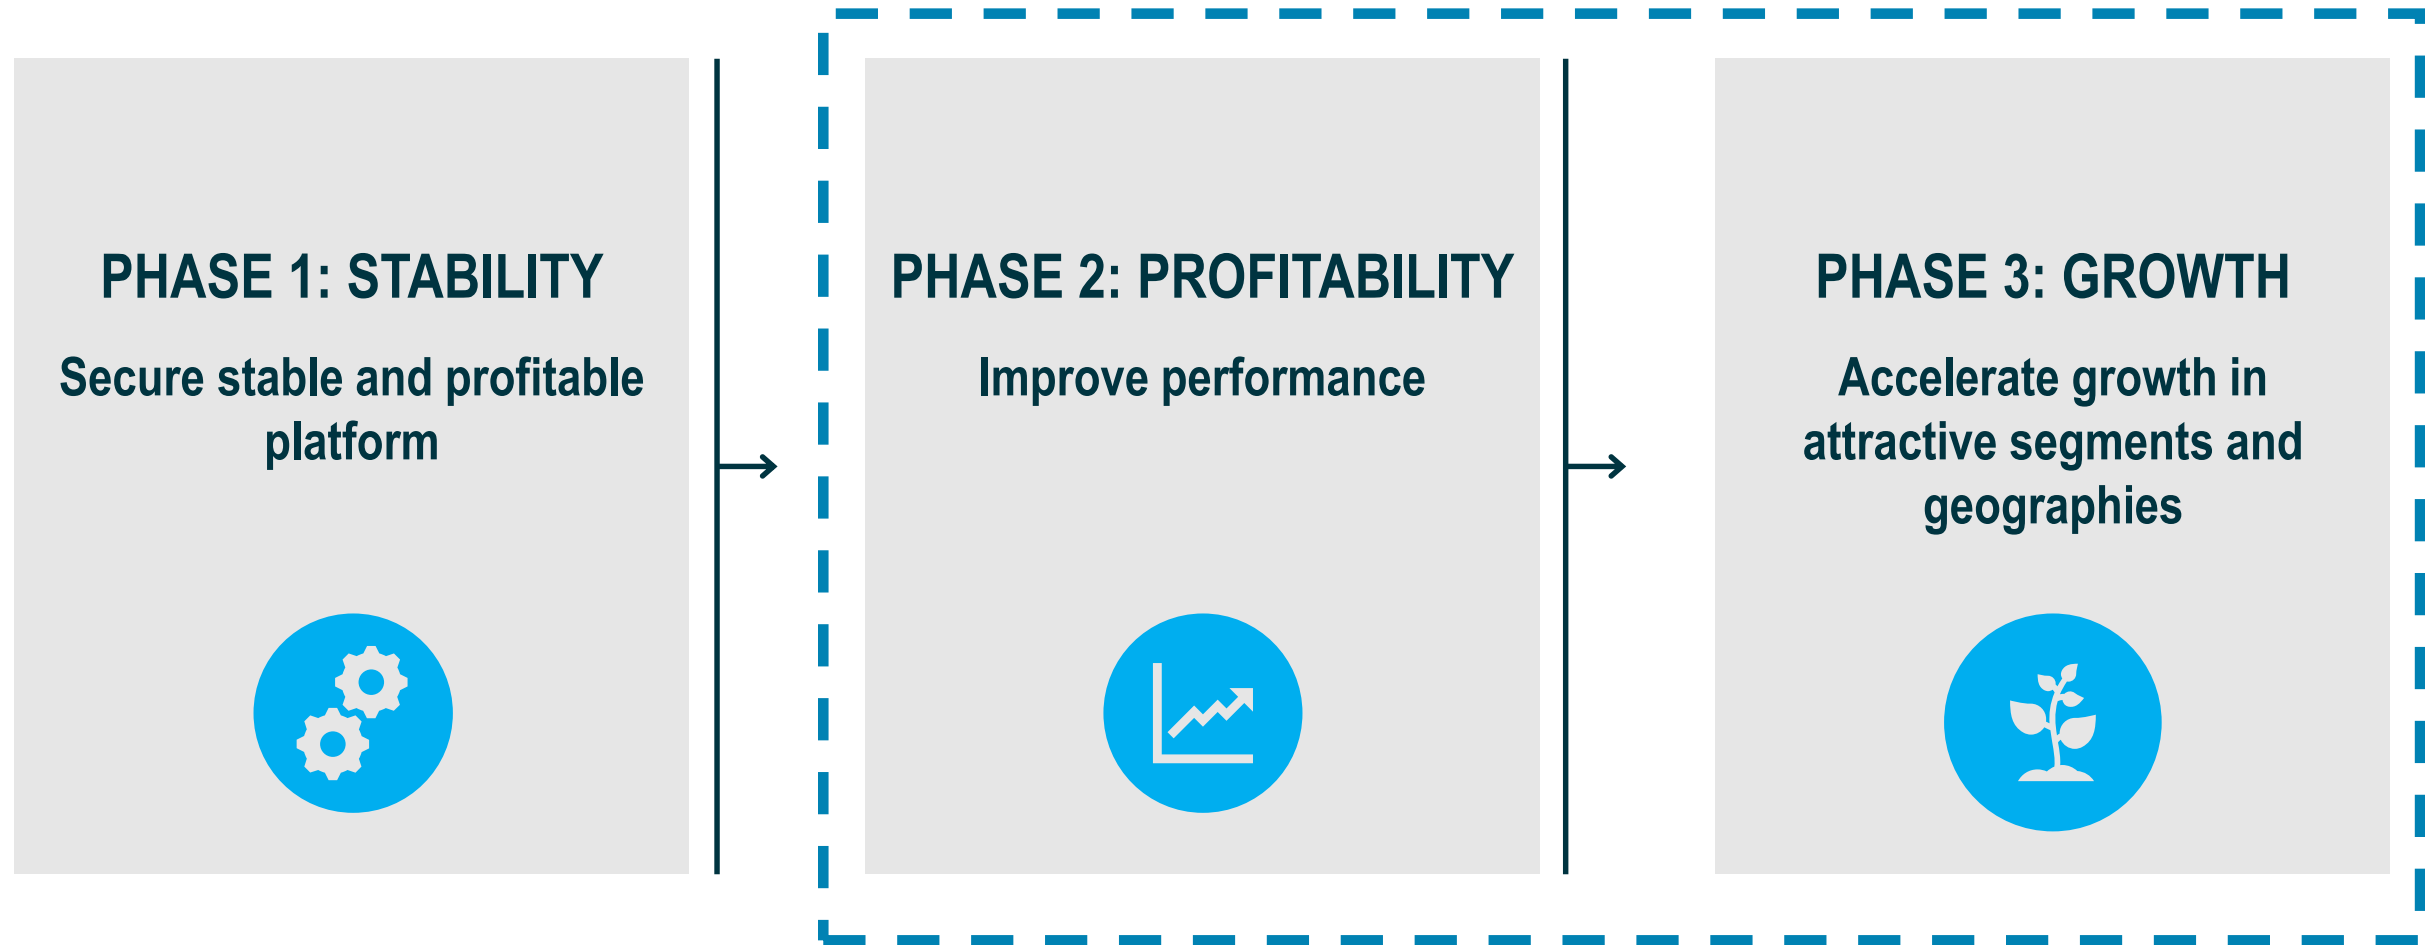 PHASE 1: STABILITY
Secure stable and profitable
platform
PHASE 2: PROFITABILITY
Improve performance
PHASE 3: GROWTH
Accelerate growth in
attractive segments and
geographies